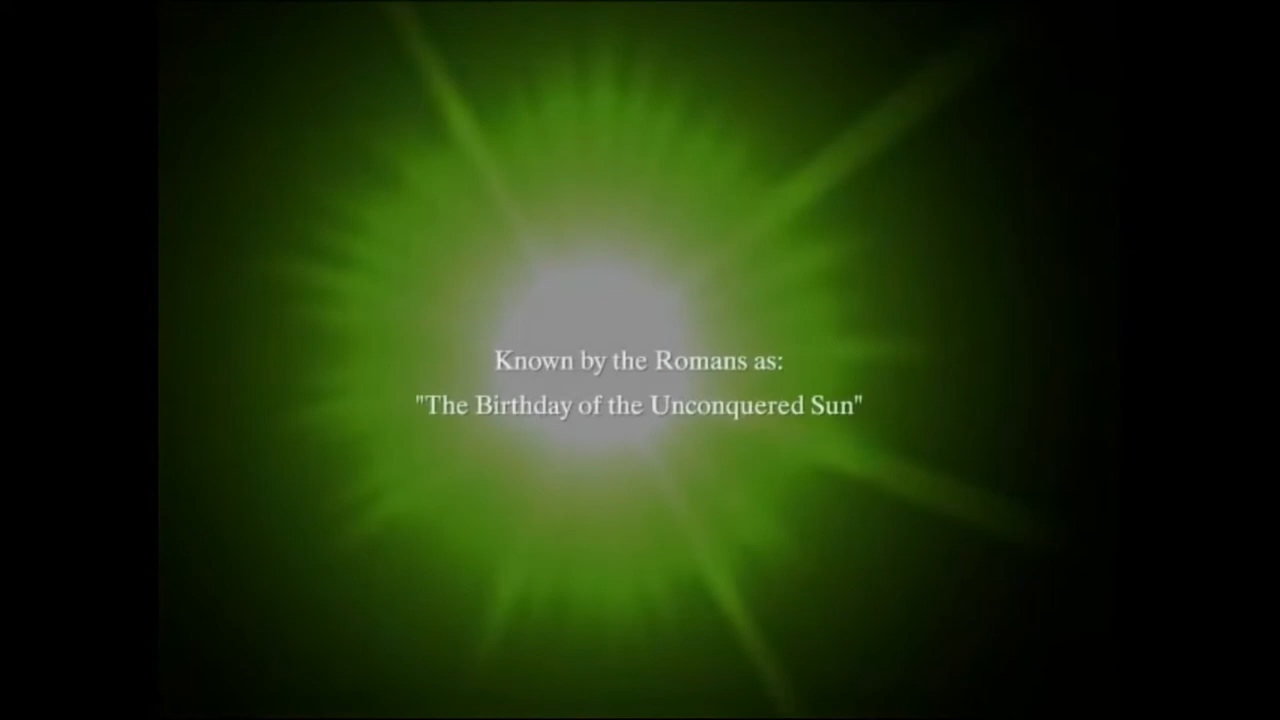 Known by the Romans as:
"The Birthday of the Unconquered Sun"